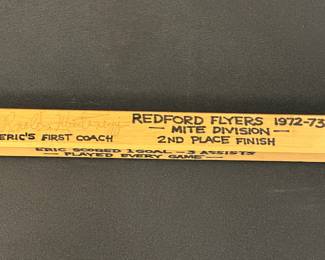 REDFORD FLYERS 1972-73
— MITE DIVISION —
ERIC'S FIRST COACH
2ND PLACE FINISH
ERIC SCORED 1 GOAL - 3 ASSISTS
— PLAYED EVERY GAME —